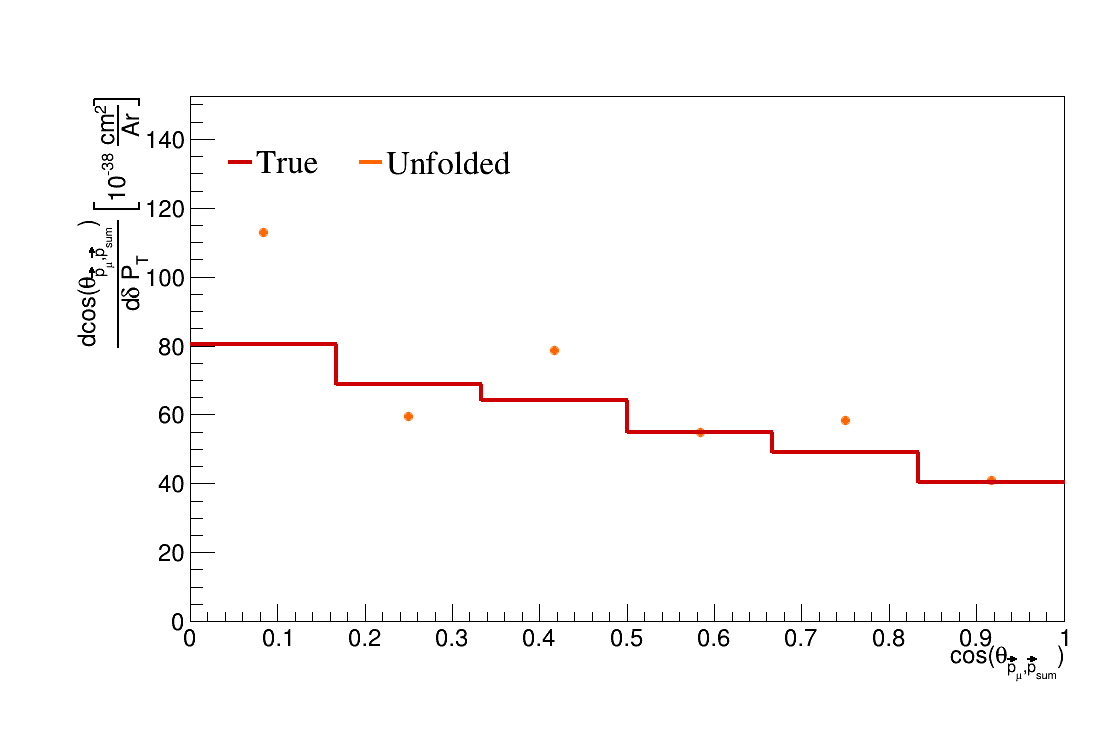 dcos(θp⃗μ,p⃗sum)
dδ PT
[10-38 cm2
Ar]
True Unfolded
140
120
100
80
60
40
20
0
0 0.1 0.2 0.3 0.4 0.5 0.6 0.7 0.8 0.9 1
cos(θp⃗μ,p⃗sum)